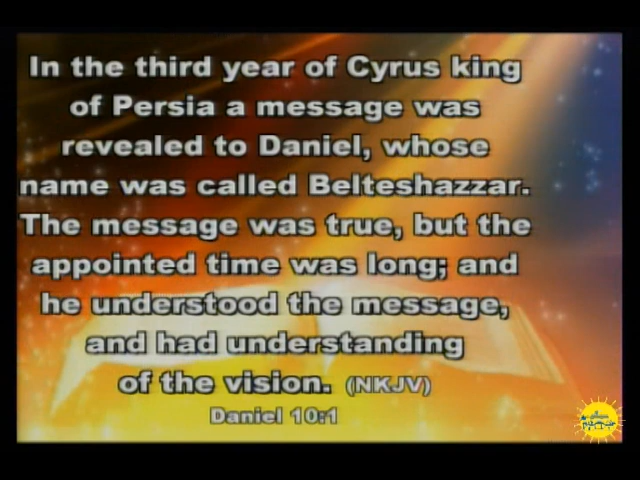 In the third year of Cyrus king
of Persia a message was
revealed to Daniel, whose
name was called Belteshazzar.
The message was true, but the
appointed time was long; and
he understood the message,
and had understanding
of the vision. (NKJV)
Daniel 10:1